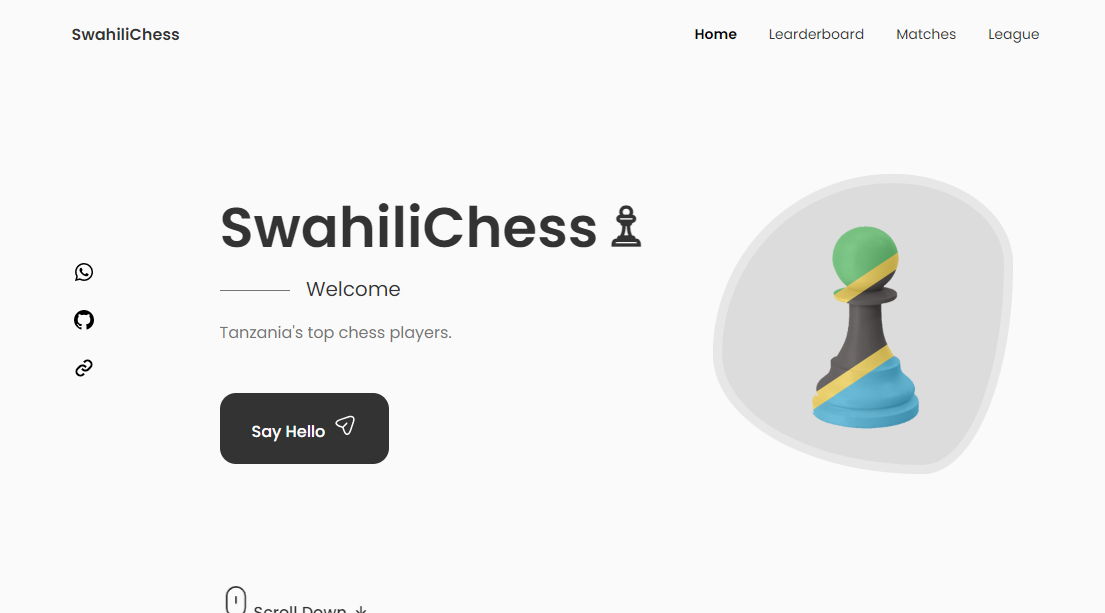 SwahiliChess
Home Learderboard Matches League
SwahiliChess
Welcome
Tanzania's top chess players.
Say Hello
Scroll Down